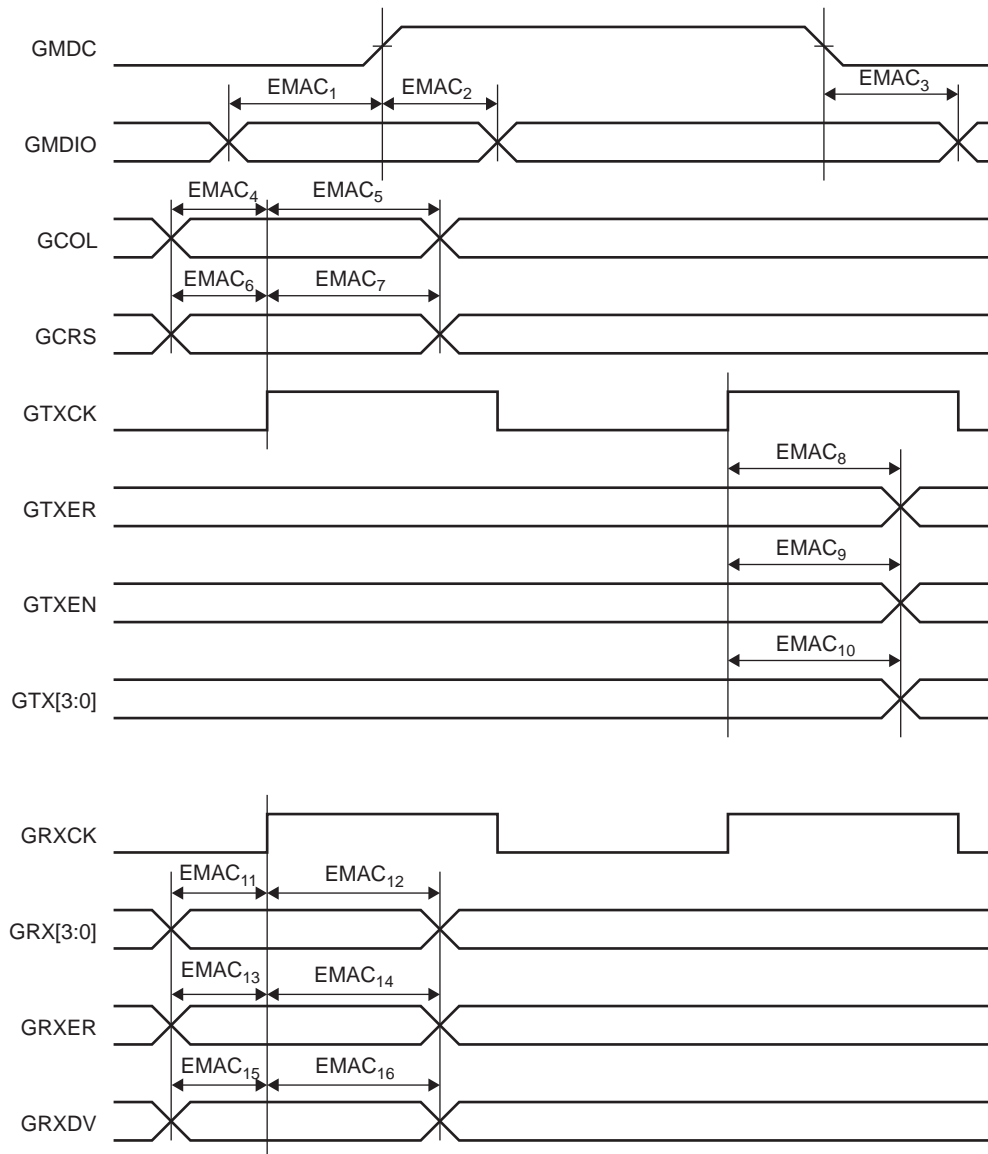 GMDC
EMAC1 EMAC2 EMAC3
GMDIO
EMAC4 EMAC5
GCOL
EMAC6 EMAC7
GCRS
GTXCK
EMAC8
GTXER
EMAC9
GTXEN
EMAC10
GTX[3:0]
GRXCK
EMAC11 EMAC12
GRX[3:0]
EMAC13 EMAC14
GRXER
EMAC15 EMAC16
GRXDV